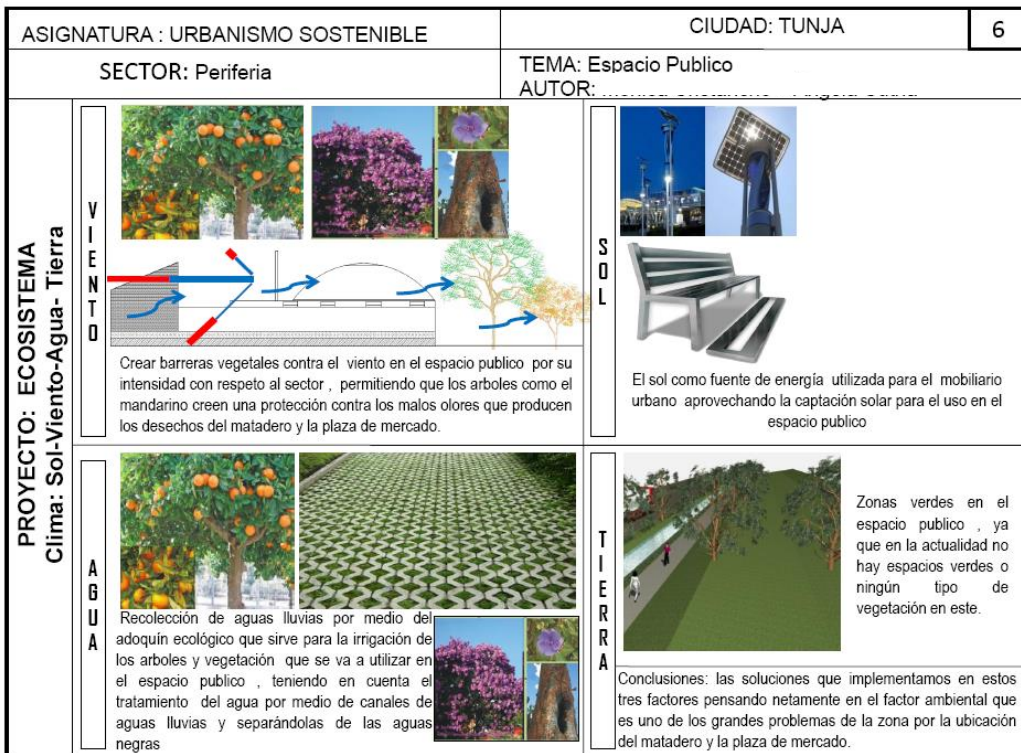 ASIGNATURA : URBANISMO SOSTENIBLE
CIUDAD: TUNJA
6
SECTOR: Periferia
TEMA: Espacio Publico
AUTOR:
PROYECTO: ECOSISTEMA
Clima: Sol-Viento-Agua- Tierra
VIENTO
Crear barreras vegetales contra el viento en el espacio publico por su
intensidad con respeto al sector , permitiendo que los arboles como el
mandarino creen una protección contra los malos olores que producen
los desechos del matadero y la plaza de mercado.
SOL
El sol como fuente de energía utilizada para el mobiliario
urbano aprovechando la captación solar para el uso en el
espacio publico
AGUA
Recolección de aguas lluvias por medio del
adoquín ecológico que sirve para la irrigación de
los arboles y vegetación que se va a utilizar en
el espacio publico , teniendo en cuenta el
tratamiento del agua por medio de canales de
aguas lluvias y separándolas de las aguas
negras
TIERRA
Zonas verdes en el
espacio publico , ya
que en la actualidad no
hay espacios verdes o
ningún tipo de
vegetación en este.
Conclusiones: las soluciones que implementamos en estos
tres factores pensando netamente en el factor ambiental que
es uno de los grandes problemas de la zona por la ubicación
del matadero y la plaza de mercado.